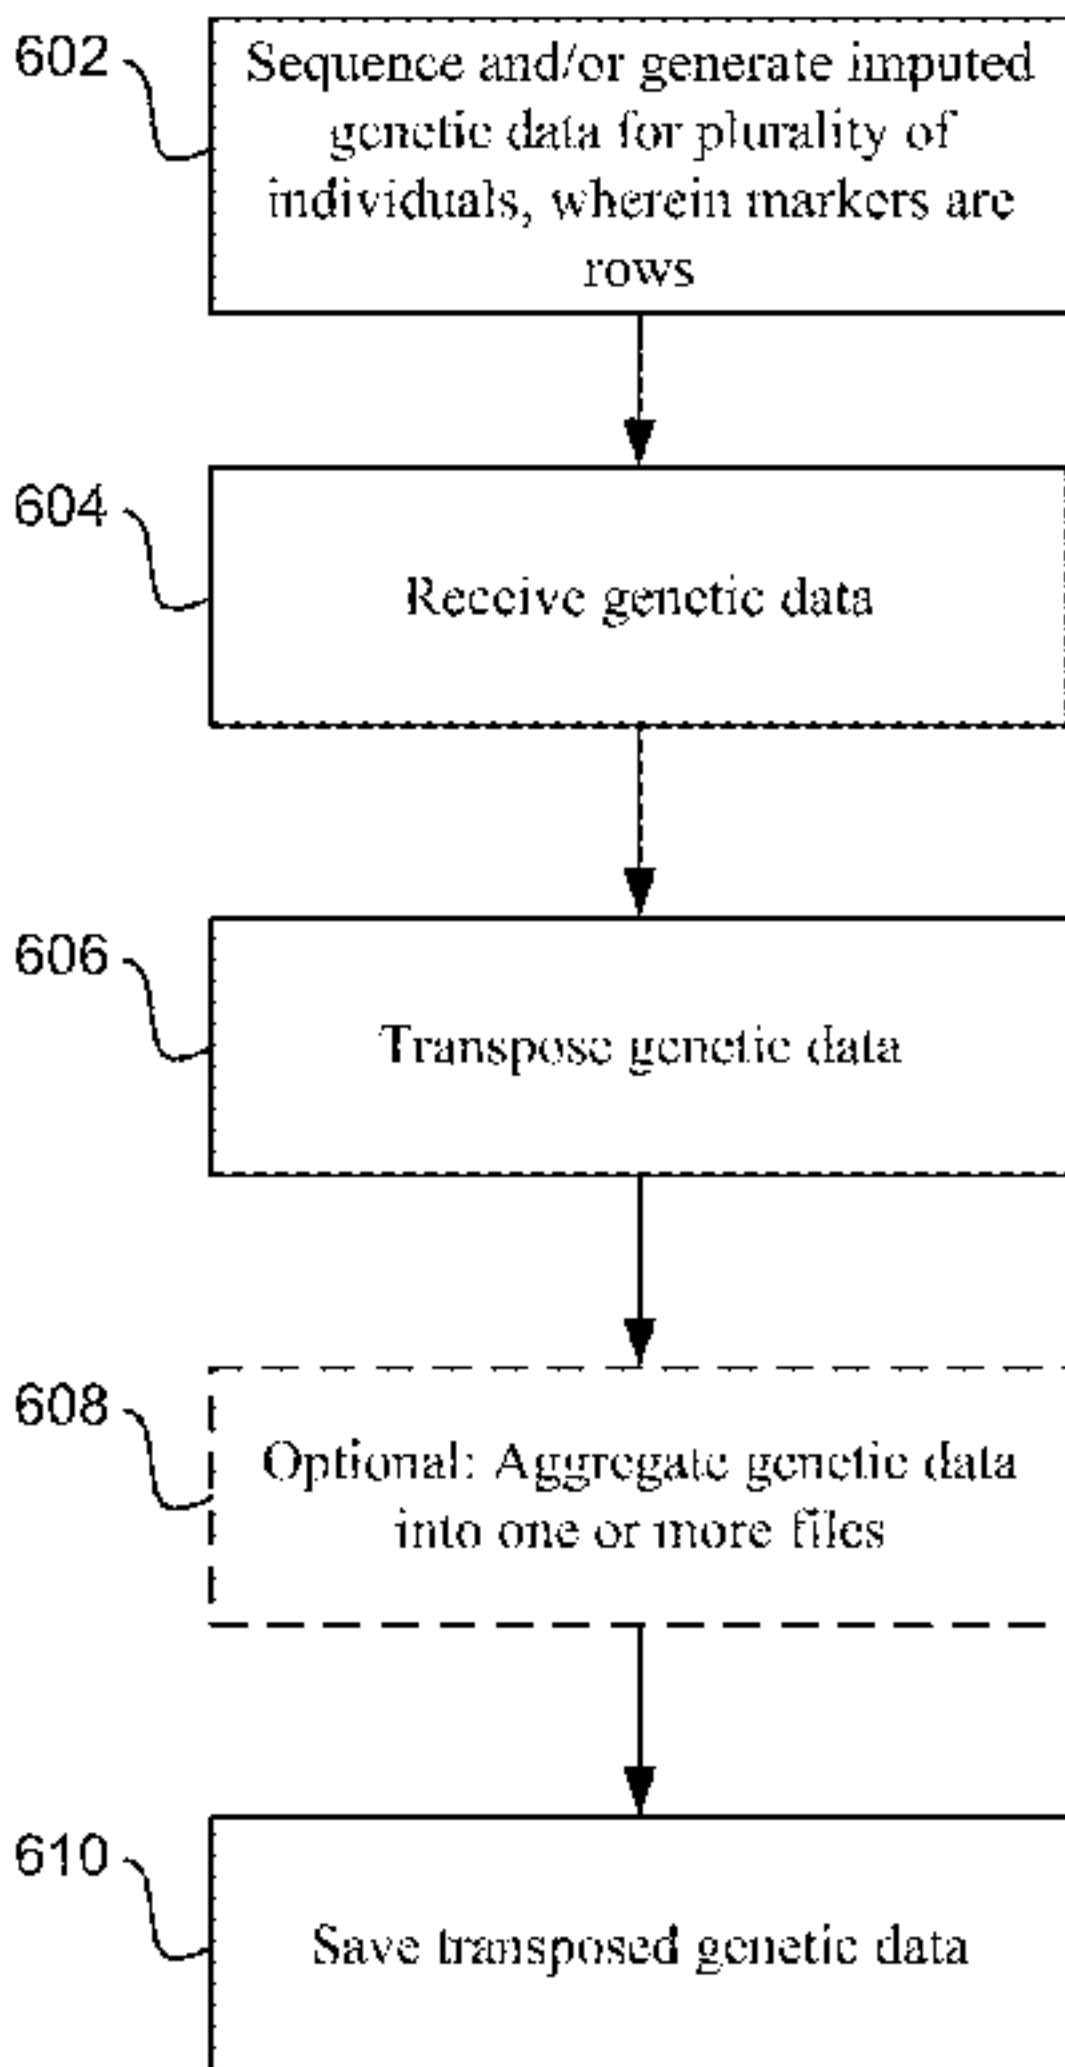 602
Sequence and/or generate imputed
genetic data for plurality of
individuals, wherein markers are
rows
604
Receive genetic data
606
Transpose genetic data
608
Optional: Aggregate genetic data
into one or more files
610
Save transposed genetic data